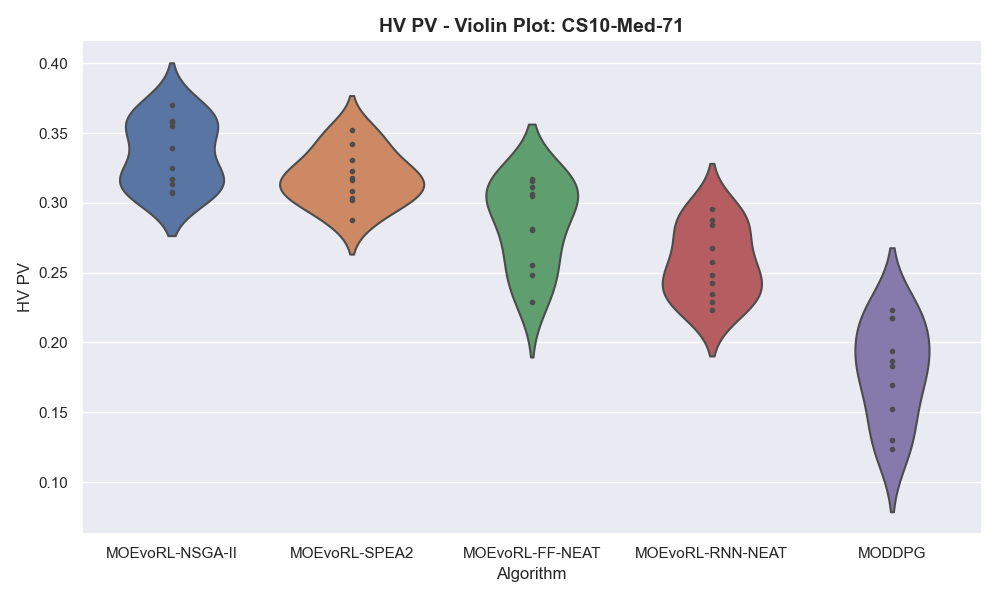 HV PV - Violin Plot: CS10-Med-71
0.40
0.35
0.30
0.25
0.20
0.15
0.10
HV PV
MOEvoRL-NSGA-II
MOEvoRL-SPEA2
MOEvoRL-FF-NEAT
MOEvoRL-RNN-NEAT
MODDPG
Algorithm